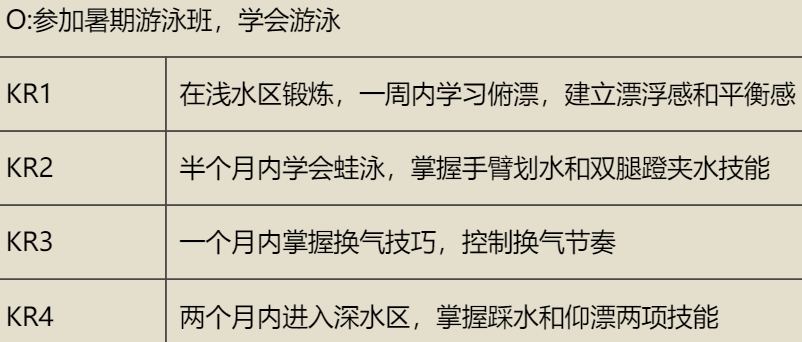 O:参加暑期游泳班，学会游泳
KR1 在浅水区锻炼，一周内学习俯漂，建立漂浮感和平衡感
KR2 半个月内学会蛙泳，掌握手臂划水和双腿蹬夹水技能
KR3 一个月内掌握换气技巧，控制换气节奏
KR4 两个月内进入深水区，掌握踩水和仰漂两项技能